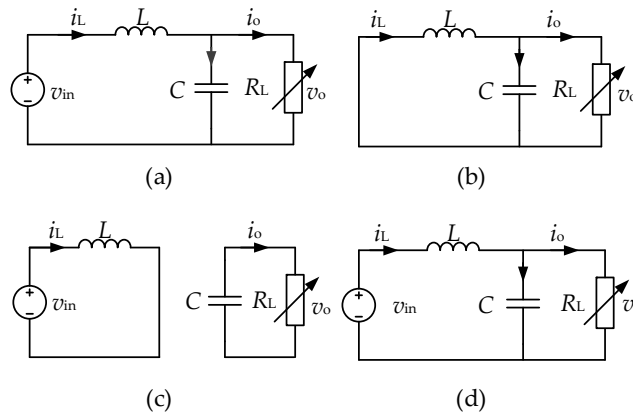 iL L io
vin C RL vo
(a)
iL L io
C RL vo
(b)
iL L
vin
io
C RL vo
(c)
iL L io
vin C RL v
(d)